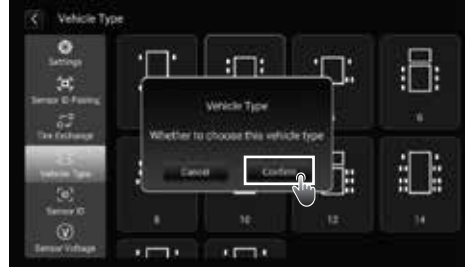 Vehicle Type
Settings
Sensor ID Pairing
Tire Exchange
Vehicle Type
Sensor ID
Sensor Voltage
6
Vehicle Type
Whether to choose this vehicle type
Cancel
Confirm
8
10
12
14